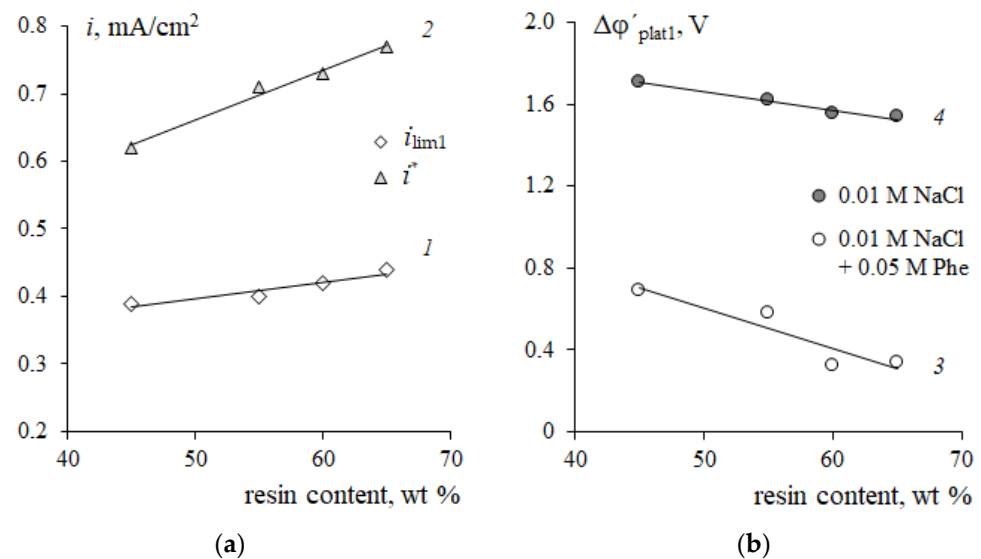 i, mA/cm²
0.8
0.7
0.6
0.5
0.4
0.3
0.2
40
50
60
70
resin content, wt %
2
1
i_lim1
i*
(a)
Δφ′plat1, V
2.0
1.6
1.2
0.8
0.4
0
40
50
60
70
resin content, wt %
4
3
0.01 M NaCl
0.01 M NaCl
+ 0.05 M Phe
(b)